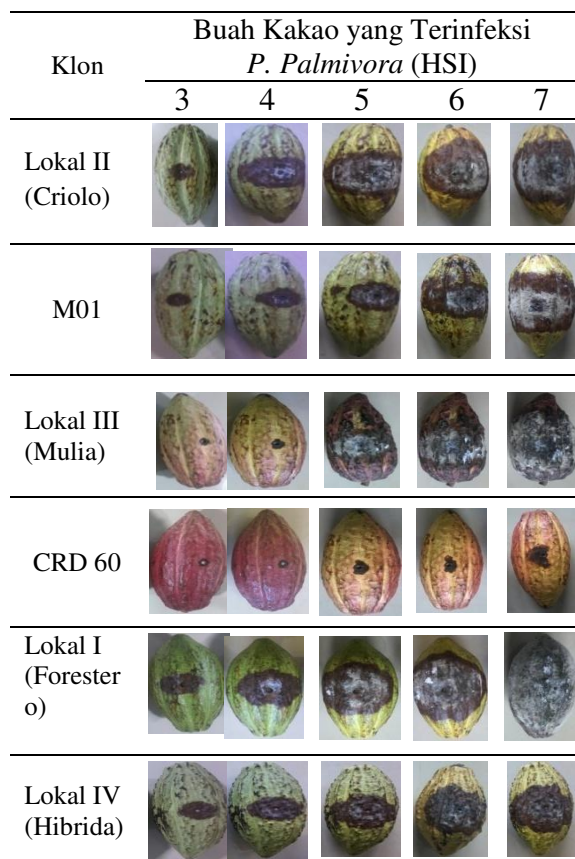 Klon
Buah Kakao yang Terinfeksi
P. Palmivora (HSI)
3 4 5 6 7
Lokal II
(Criolo)
M01
Lokal III
(Mulia)
CRD 60
Lokal I
(Forester
o)
Lokal IV
(Hibrida)